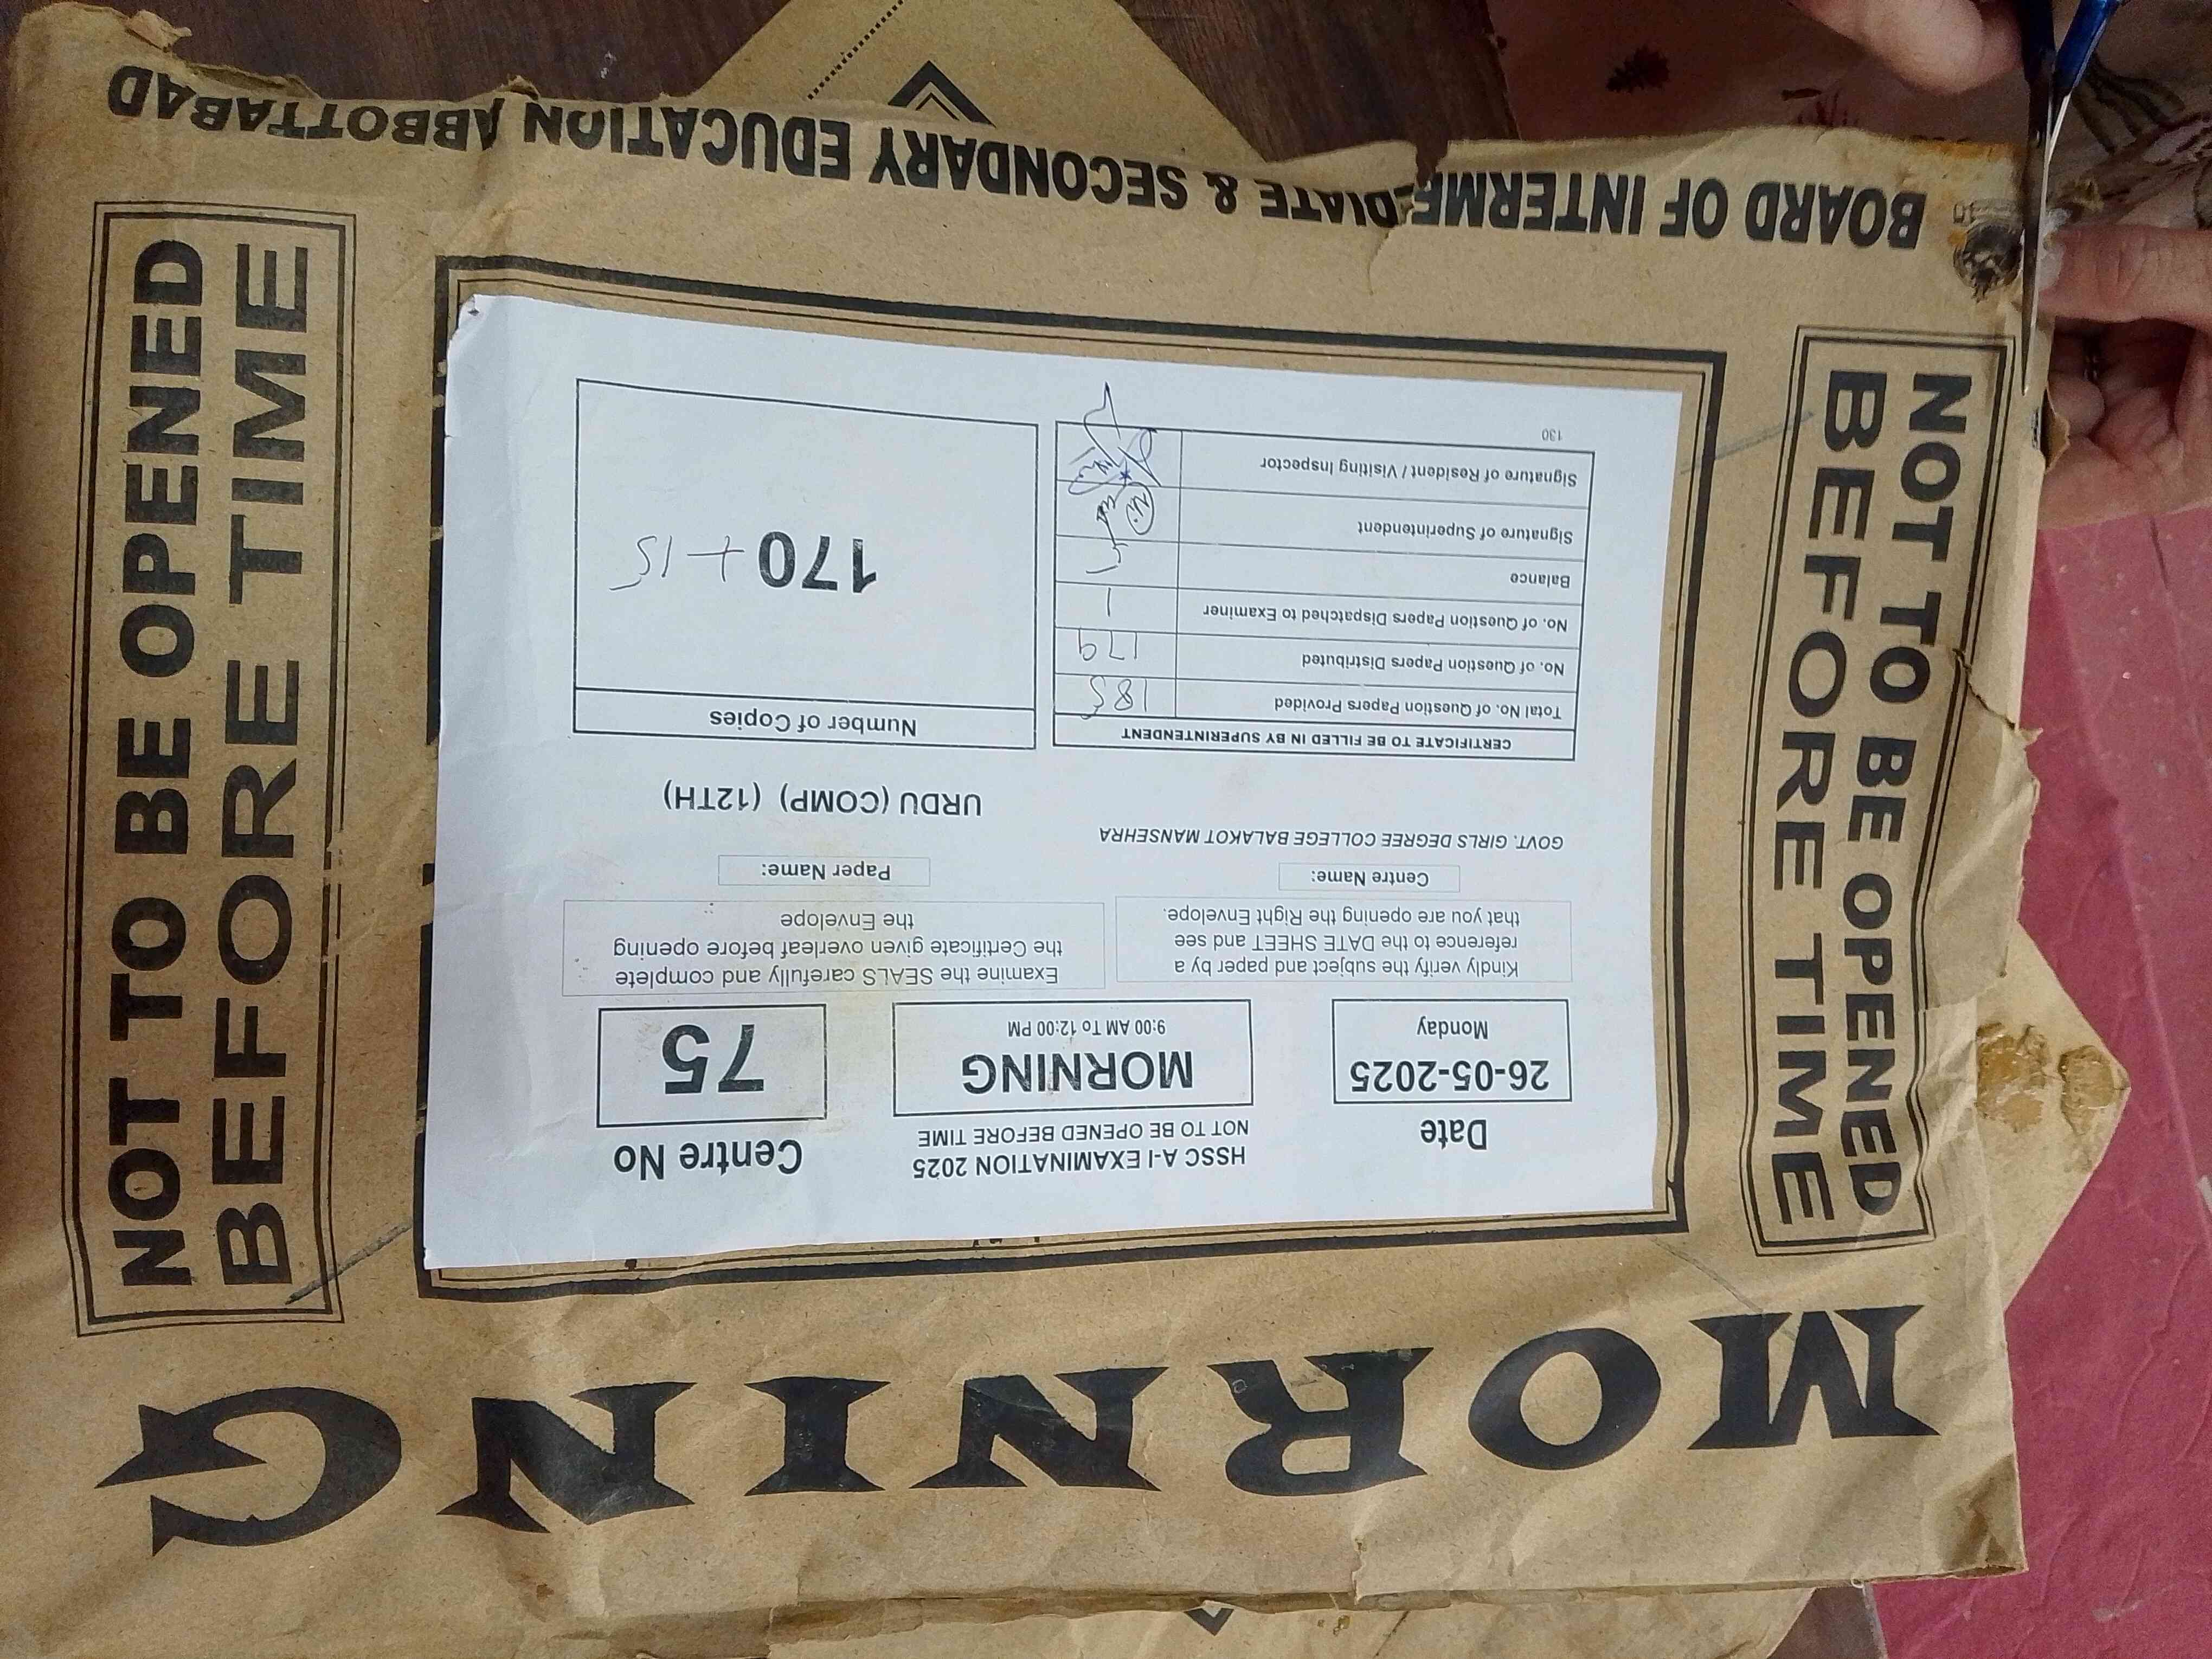 MORNING
NOT TO BE OPENED
BEFORE TIME
NOT TO BE OPENED
BEFORE TIME
Date
26-05-2025
Monday
HSSC A-I EXAMINATION 2025
NOT TO BE OPENED BEFORE TIME
MORNING
9:00 AM To 12:00 PM
Centre No
75
Kindly verify the subject and paper by a
reference to the DATE SHEET and see
that you are opening the Right Envelope.
Examine the SEALS carefully and complete
the Certificate given overleaf before opening
the Envelope
Centre Name:
GOVT. GIRLS DEGREE COLLEGE BALAKOT MANSEHRA
Paper Name:
URDU (COMP) (12TH)
CERTIFICATE TO BE FILLED IN BY SUPERINTENDENT
Total No. of Question Papers Provided 185
No. of Question Papers Distributed 179
No. of Question Papers Dispatched to Examiner 1
Balance 5
Signature of Superintendent
Signature of Resident / Visiting Inspector
130
Number of Copies
170 + 15
BOARD OF INTERMEDIATE & SECONDARY EDUCATION ABBOTTABAD